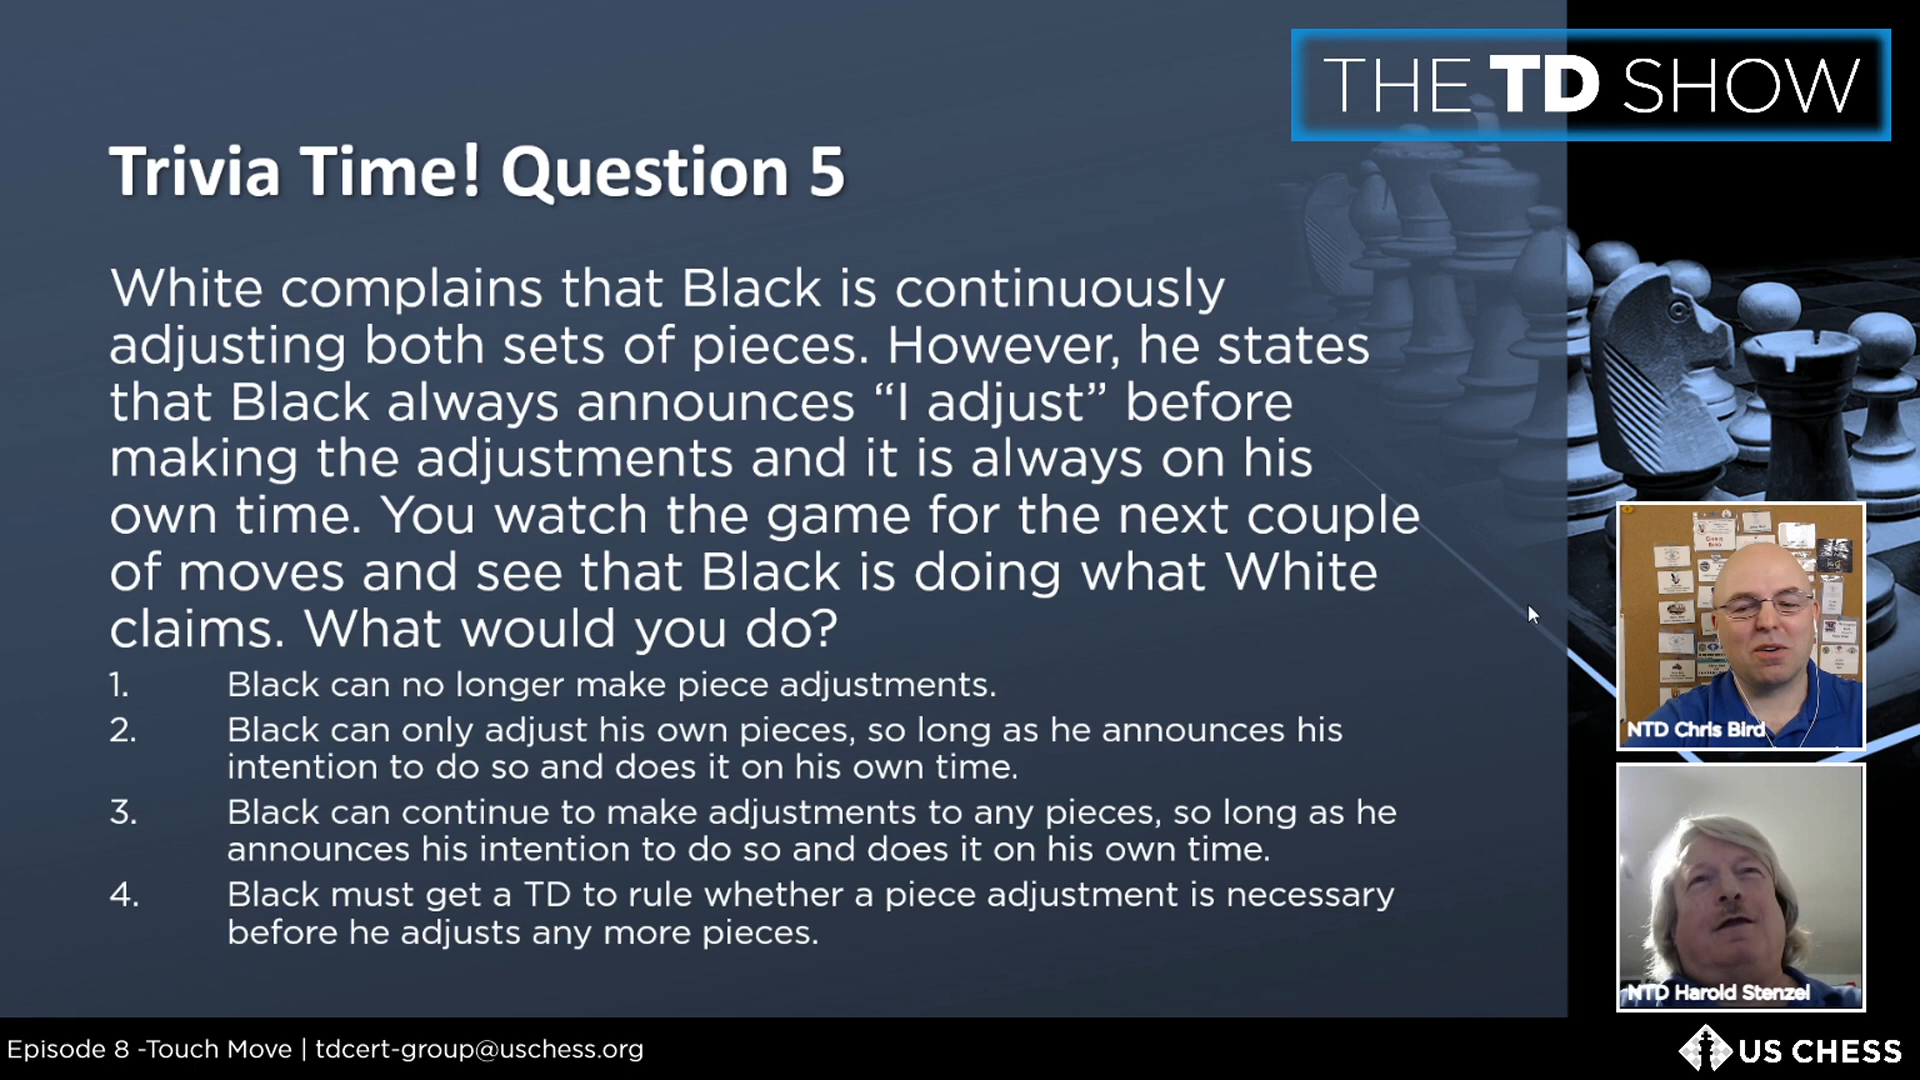 THE TD SHOW
Trivia Time! Question 5
White complains that Black is continuously
adjusting both sets of pieces. However, he states
that Black always announces “I adjust” before
making the adjustments and it is always on his
own time. You watch the game for the next couple
of moves and see that Black is doing what White
claims. What would you do?
1. Black can no longer make piece adjustments.
2. Black can only adjust his own pieces, so long as he announces his
intention to do so and does it on his own time.
3. Black can continue to make adjustments to any pieces, so long as he
announces his intention to do so and does it on his own time.
4. Black must get a TD to rule whether a piece adjustment is necessary
before he adjusts any more pieces.
NTD Chris Bird
NTD Harold Stenzel
Episode 8 -Touch Move | tdcert-group@uschess.org
US CHESS